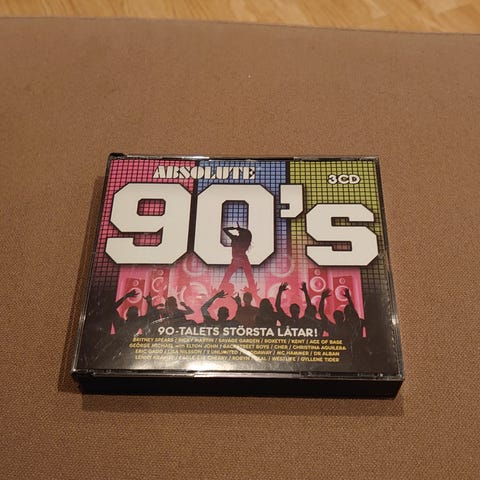 ABSOLUTE
3CD
90's
90-TALETS STÖRSTA LÅTAR!
BRITNEY SPEARS / RICKY MARTIN / SAVAGE GARDEN / ROXETTE / KENT / ACE OF BASE
GEORGE MICHAEL with ELTON JOHN / BACKSTREET BOYS / CHER / CHRISTINA AGUILERA
ERIC GADD / LISA NILSSON / 2 UNLIMITED / HADDAWAY / MC HAMMER / DR ALBAN
LENNY KRAVITZ / EAGLE-EYE CHERRY / ROBYN / SEAL / WESTLIFE / GYLLENE TIDER